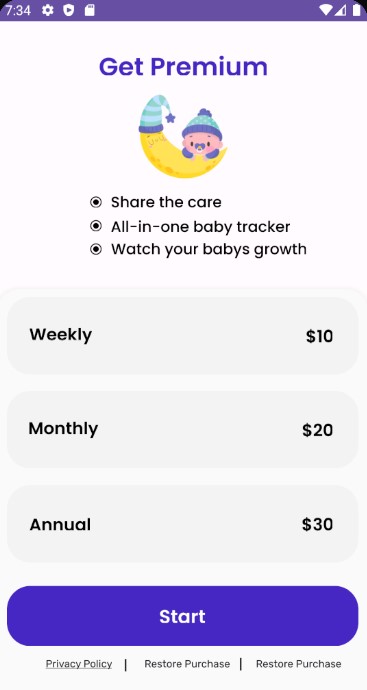 7:34
Get Premium
Share the care
All-in-one baby tracker
Watch your babys growth
Weekly $10
Monthly $20
Annual $30
Start
Privacy Policy | Restore Purchase | Restore Purchase